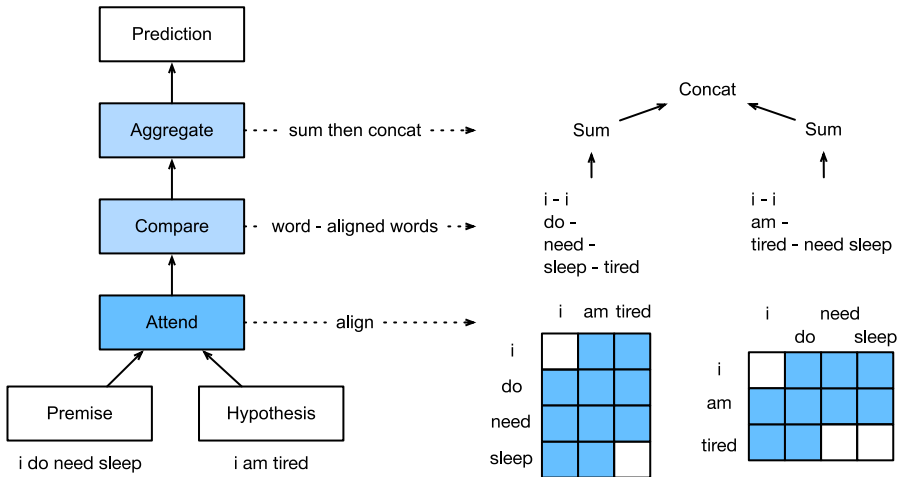 Prediction
Aggregate
sum then concat
Concat
Sum
Sum
Compare
word - aligned words
i - i
do -
need -
sleep - tired
i - i
am -
tired - need sleep
Attend
align
i am tired
i
do
need
sleep
i need
do sleep
i
am
tired
Premise
Hypothesis
i do need sleep
i am tired